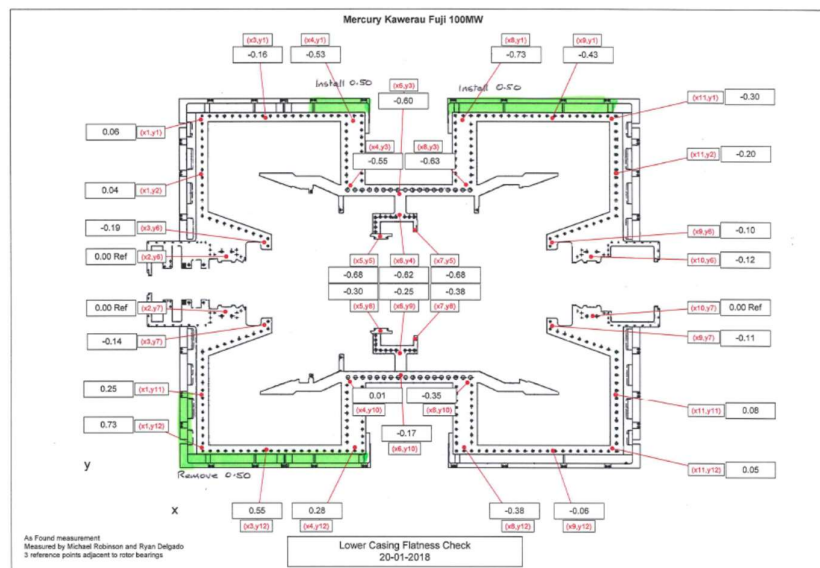 Mercury Kawerau Fuji 100MW
(x3,y1) (x4,y1) (x8,y1) (x9,y1)
-0.16 -0.53 -0.73 -0.43
Install 0.50 (x6,y3) Install 0.50
-0.60
(x11,y1) -0.30
0.06 (x1,y1)
(x4,y3) (x8,y3)
-0.55 -0.63
(x11,y2) -0.20
0.04 (x1,y2)
-0.19 (x3,y6)
(x9,y6) -0.10
0.00 Ref (x2,y6)
(x10,y6) -0.12
(x5,y5) (x6,y4) (x7,y5)
-0.68 -0.62 -0.68
-0.30 -0.25 -0.38
(x5,y8) (x6,y9) (x7,y8)
0.00 Ref (x2,y7)
(x10,y7) 0.00 Ref
-0.14 (x3,y7)
(x9,y7) -0.11
0.25 (x1,y11)
0.01 -0.35
(x4,y10) (x8,y10)
(x11,y11) 0.08
0.73 (x1,y12)
-0.17
(x6,y10)
(x11,y12) 0.05
y
Remove 0.50
x
0.55 0.28 -0.38 -0.06
(x3,y12) (x4,y12) (x8,y12) (x9,y12)
As Found measurement
Measured by Michael Robinson and Ryan Delgado
3 reference points adjacent to rotor bearings
Lower Casing Flatness Check
20-01-2018